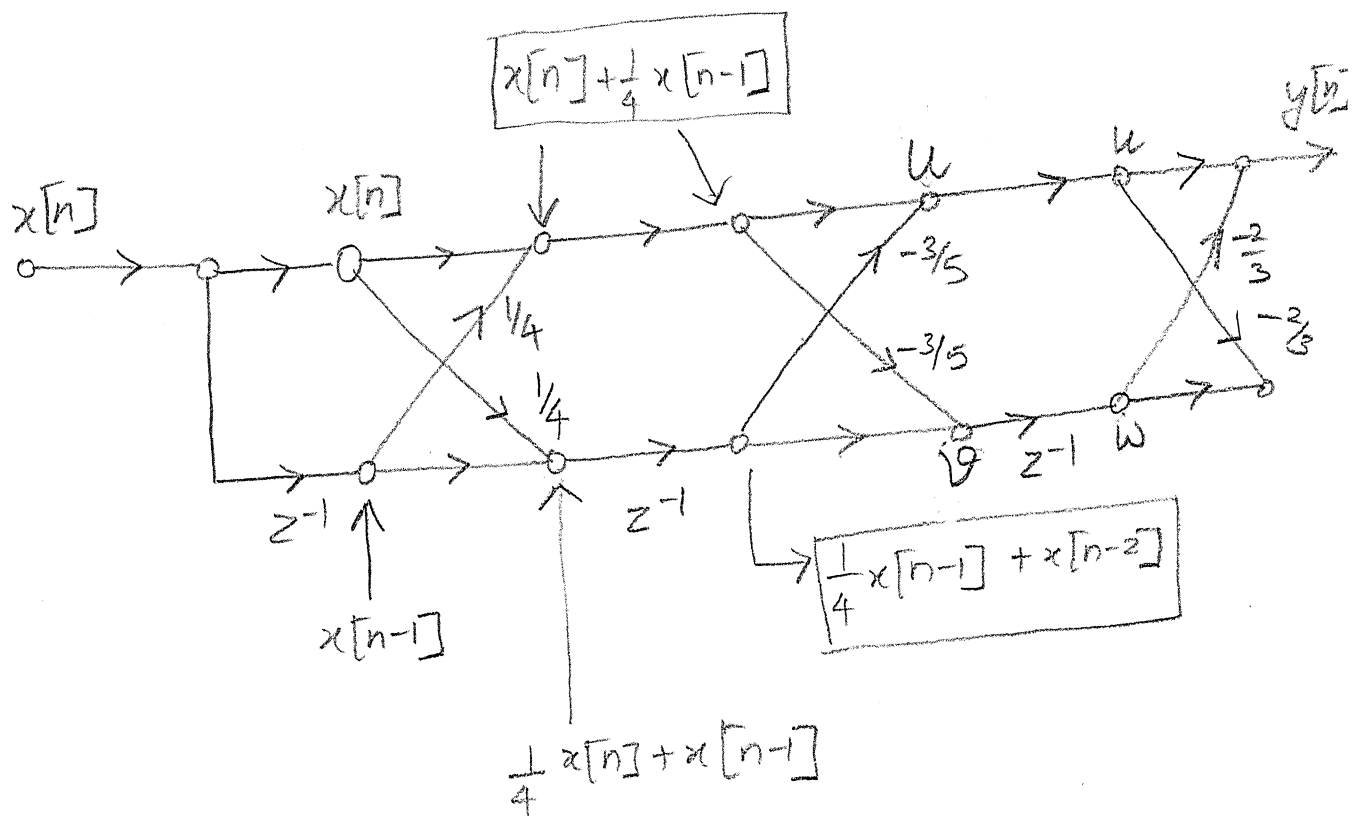 x[n] + 1/4 x[n-1]
y[n]
x[n]
x[n]
u
u
1/4
-3/5
-2/3
1/4
-3/5
-2/3
z⁻¹
z⁻¹
ϑ
z⁻¹
w
1/4 x[n-1] + x[n-2]
x[n-1]
1/4 x[n] + x[n-1]